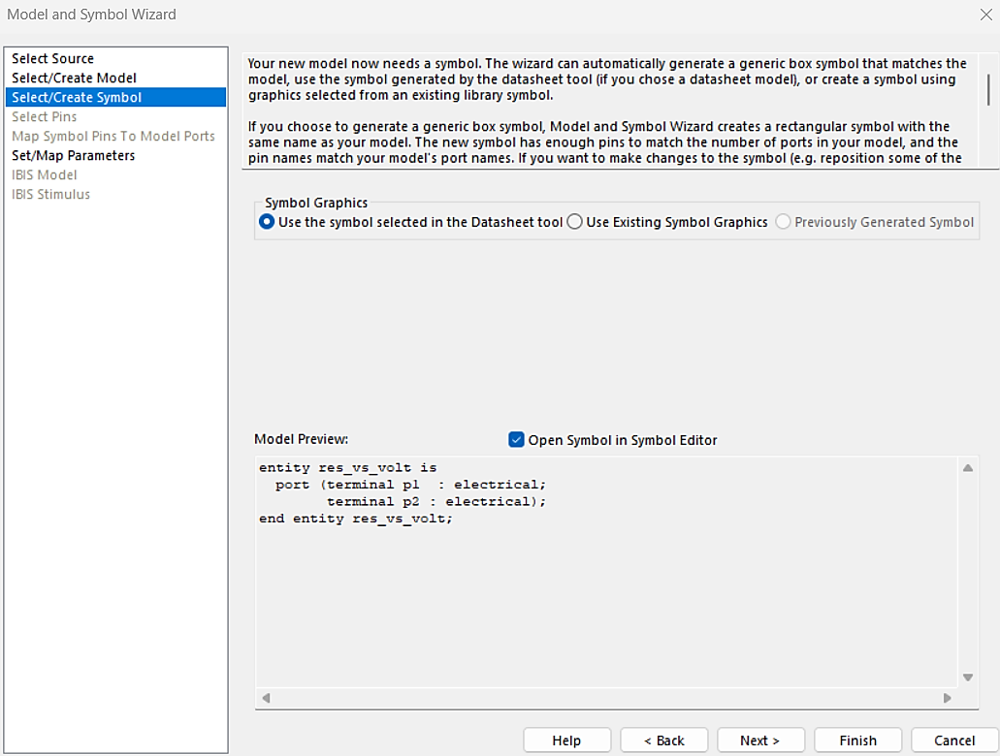 Model and Symbol Wizard
Select Source
Select/Create Model
Select/Create Symbol
Select Pins
Map Symbol Pins To Model Ports
Set/Map Parameters
IBIS Model
IBIS Stimulus
Your new model now needs a symbol. The wizard can automatically generate a generic box symbol that matches the
model, use the symbol generated by the datasheet tool (if you chose a datasheet model), or create a symbol using
graphics selected from an existing library symbol.
If you choose to generate a generic box symbol, Model and Symbol Wizard creates a rectangular symbol with the
same name as your model. The new symbol has enough pins to match the number of ports in your model, and the
pin names match your model's port names. If you want to make changes to the symbol (e.g. reposition some of the
Symbol Graphics
Use the symbol selected in the Datasheet tool Use Existing Symbol Graphics Previously Generated Symbol
Model Preview: Open Symbol in Symbol Editor
entity res_vs_volt is
port (terminal p1 : electrical;
terminal p2 : electrical);
end entity res_vs_volt;
Help < Back Next > Finish Cancel